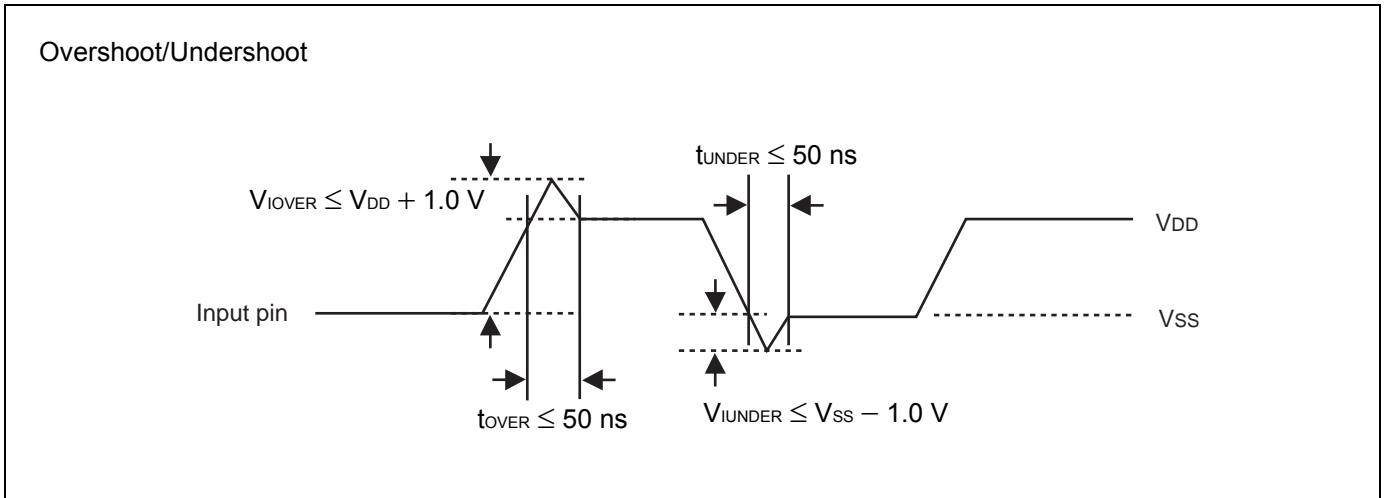 Overshoot/Undershoot
tUNDER ≤ 50 ns
VIOVER ≤ VDD + 1.0 V
VDD
Input pin
VSS
tOVER ≤ 50 ns
VIUNDER ≤ VSS − 1.0 V